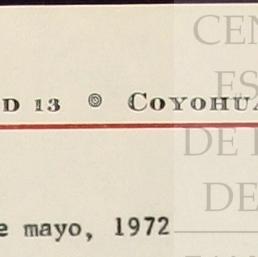 CEN
D 13 ⦾ COYOHUA
ES
DE
DE
e mayo, 1972